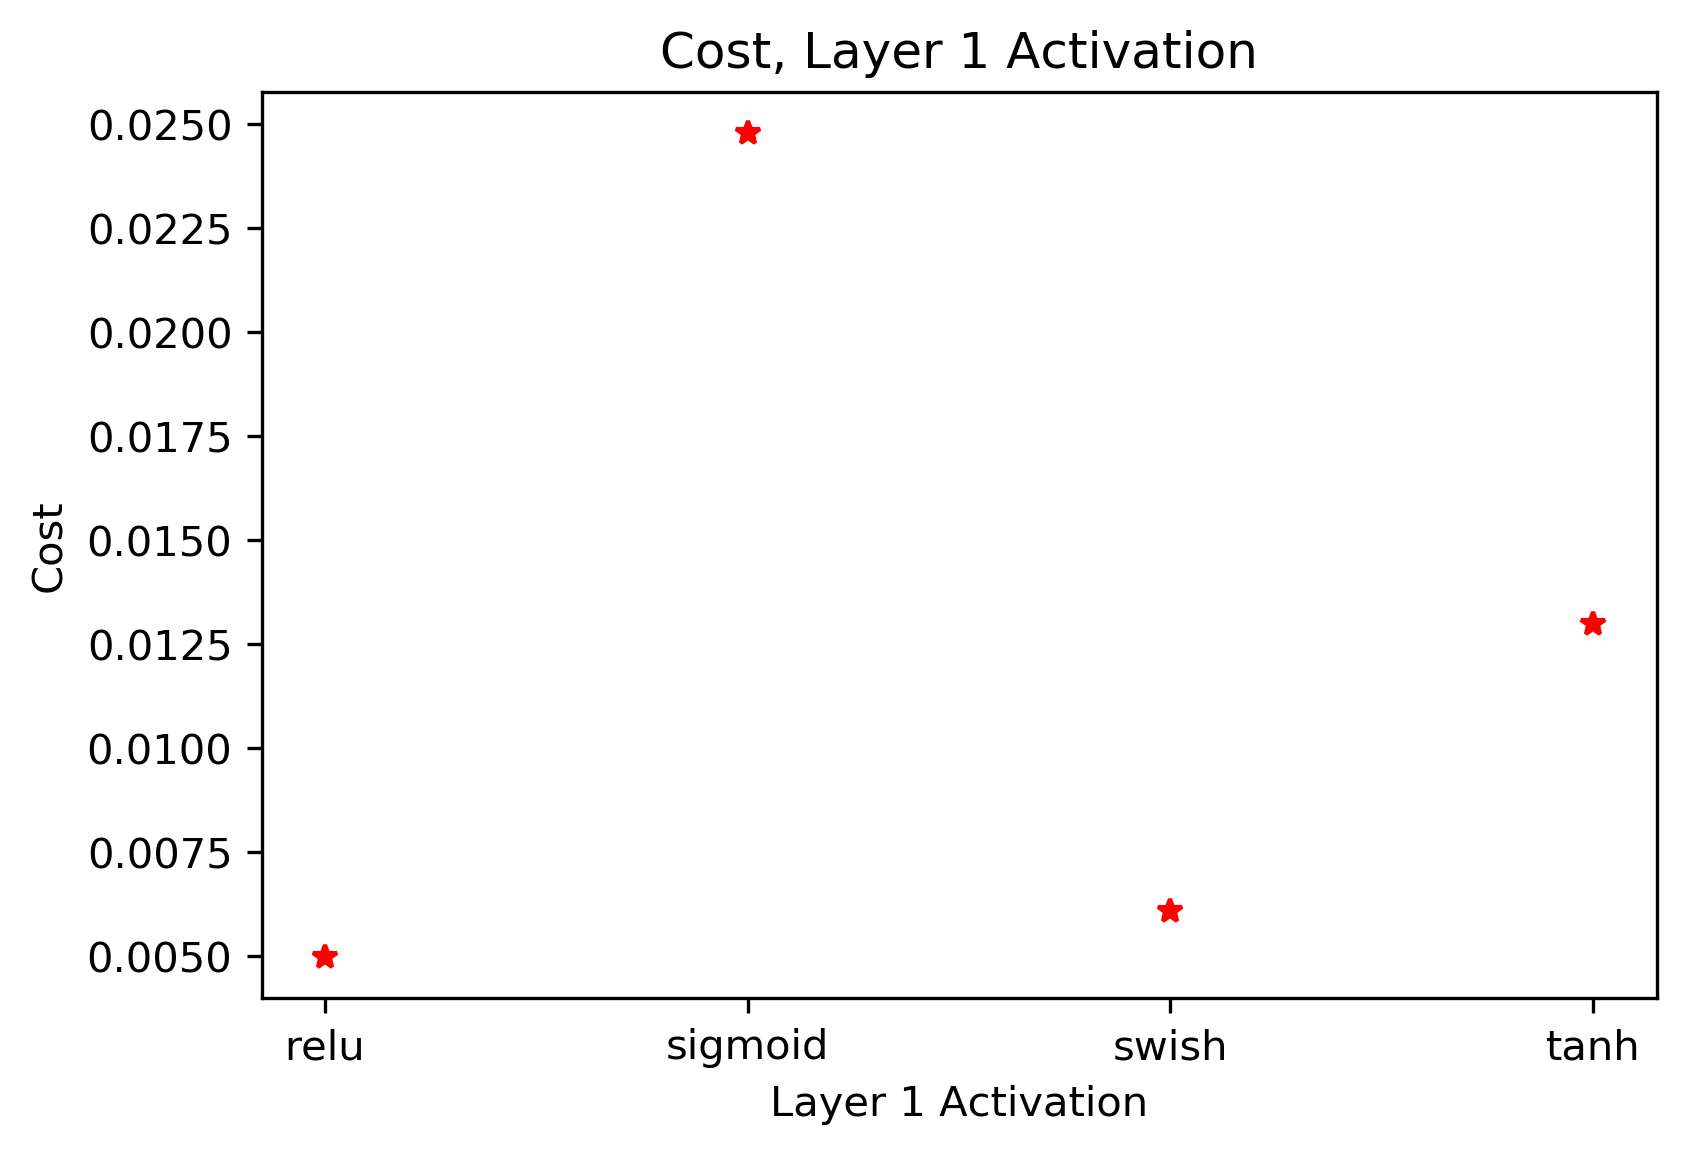 Cost, Layer 1 Activation
0.0250
0.0225
0.0200
0.0175
0.0150
0.0125
0.0100
0.0075
0.0050
Cost
relu sigmoid swish tanh
Layer 1 Activation